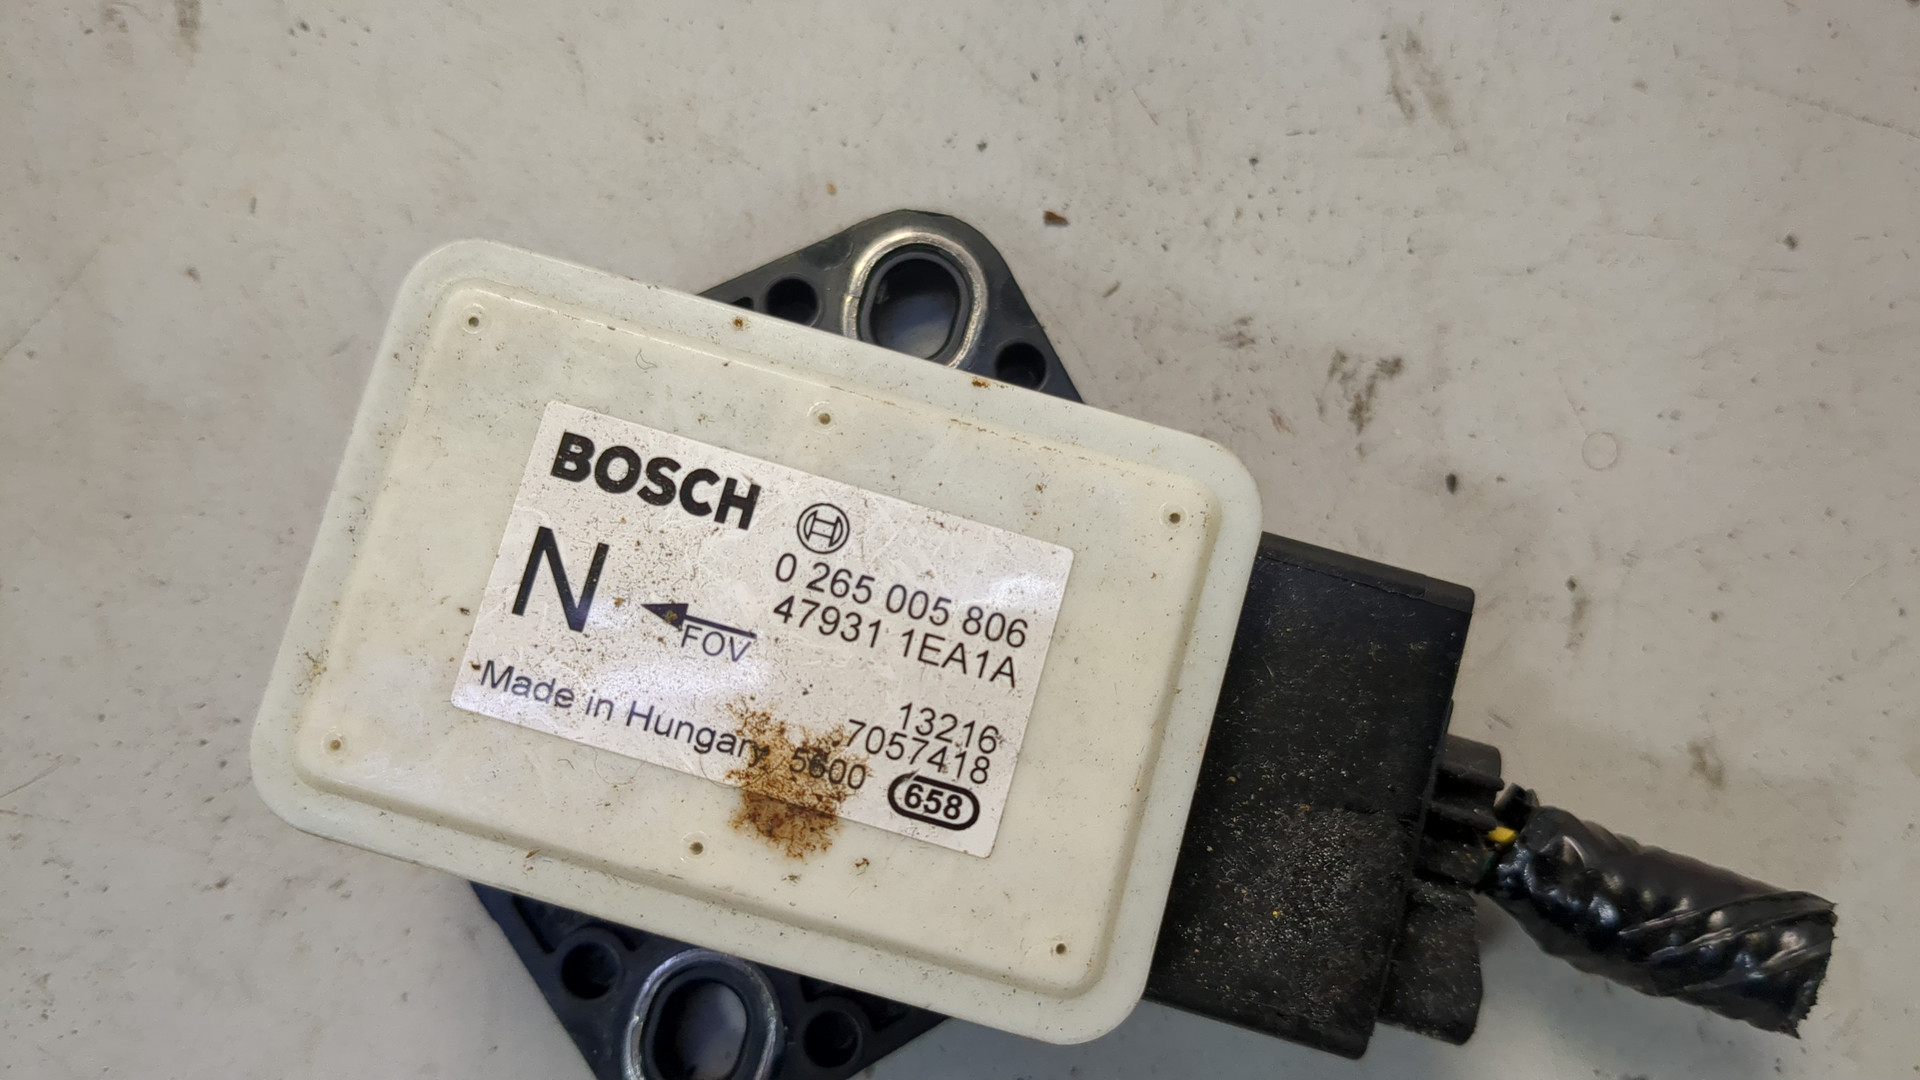 BOSCH
N
FOV
0 265 005 806
47931 1EA1A
13216
7057418
Made in Hungary 5600
658